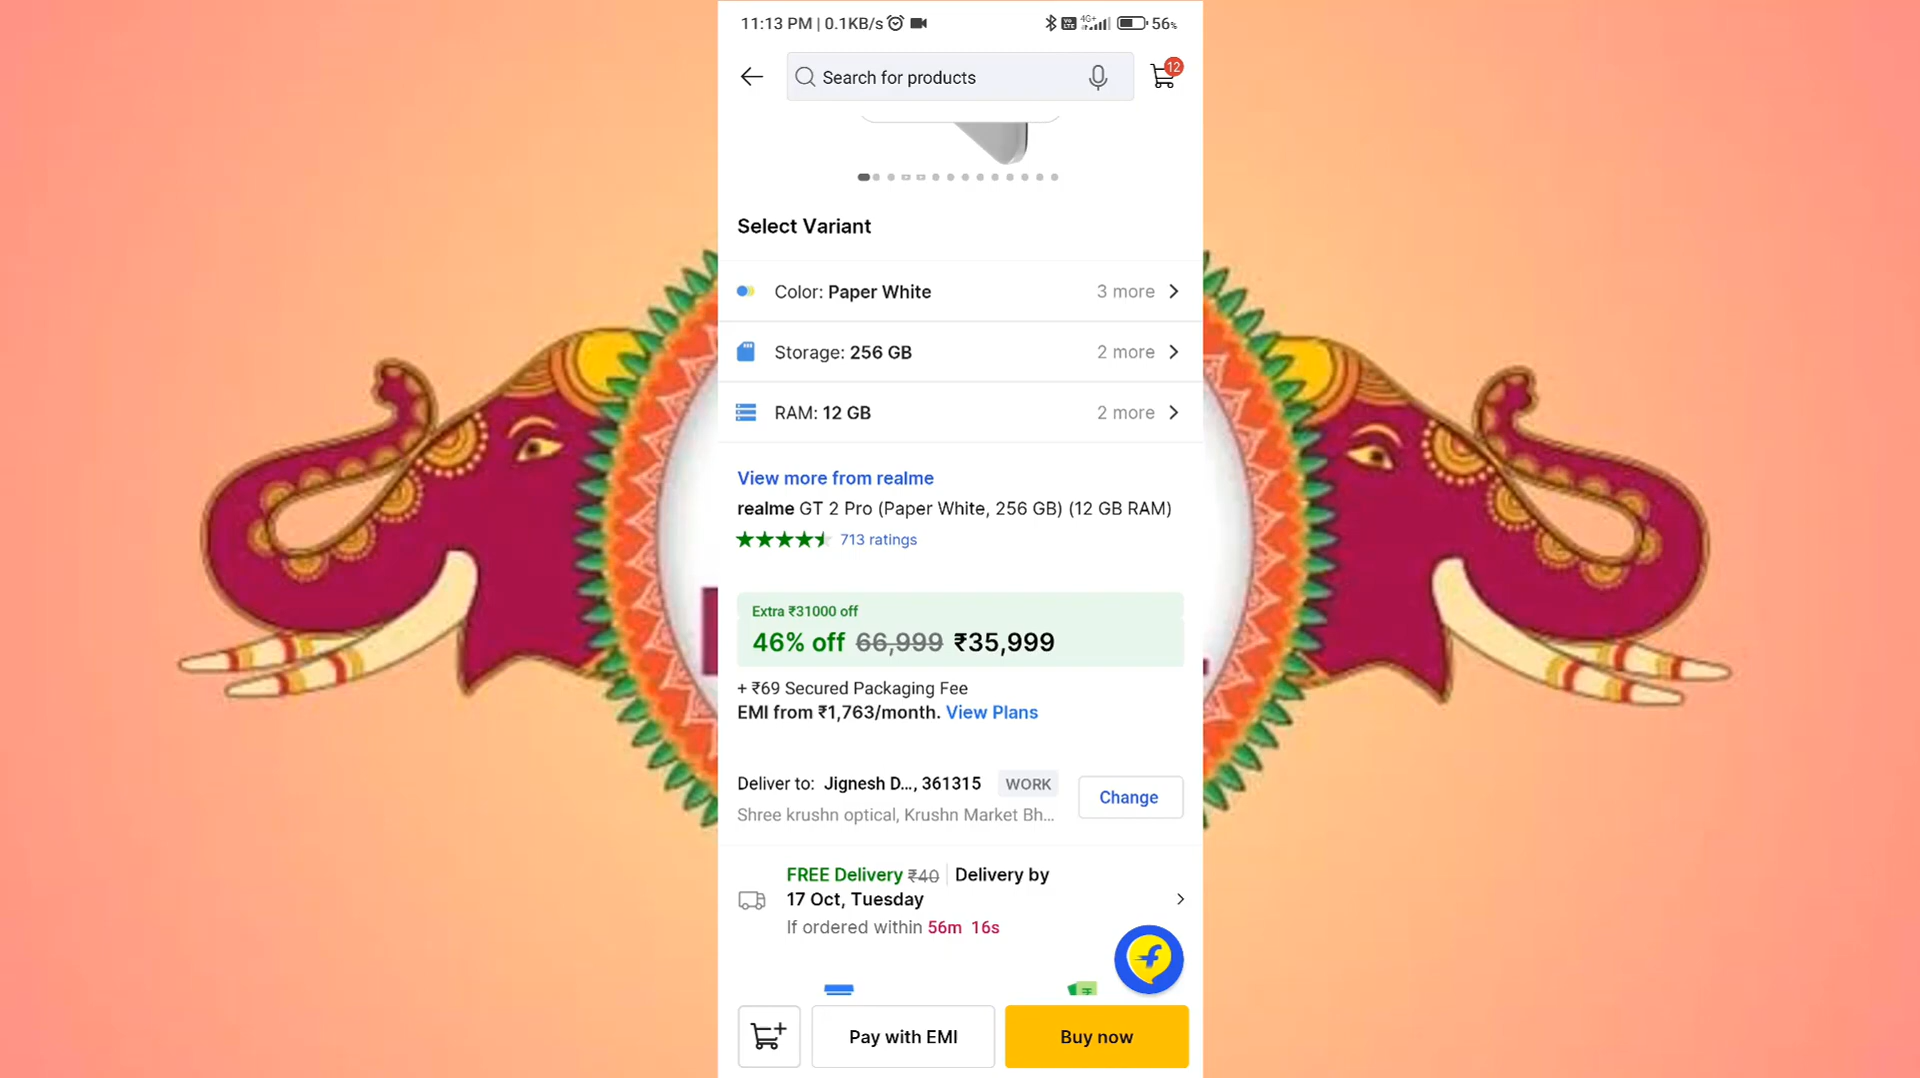 11:13 PM | 0.1KB/s
4G+
56%
Search for products
12
Select Variant
Color: Paper White 3 more
Storage: 256 GB 2 more
RAM: 12 GB 2 more
View more from realme
realme GT 2 Pro (Paper White, 256 GB) (12 GB RAM)
713 ratings
Extra ₹31000 off
46% off 66,999 ₹35,999
+ ₹69 Secured Packaging Fee
EMI from ₹1,763/month. View Plans
Deliver to: Jignesh D..., 361315 WORK
Change
Shree krushn optical, Krushn Market Bh...
FREE Delivery ₹40 | Delivery by
17 Oct, Tuesday
If ordered within 56m 16s
Pay with EMI
Buy now